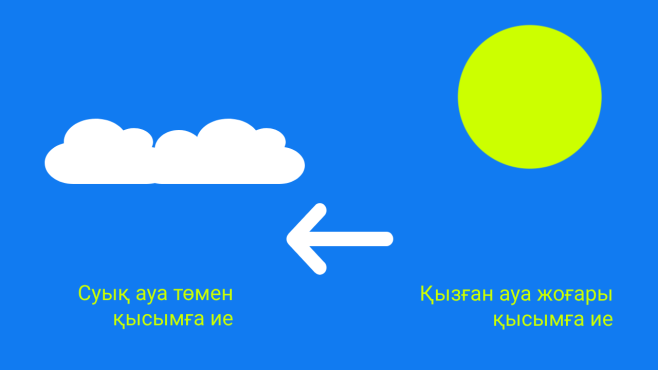 Суық ауа төмен
қысымға ие
Қызған ауа жоғары
қысымға ие